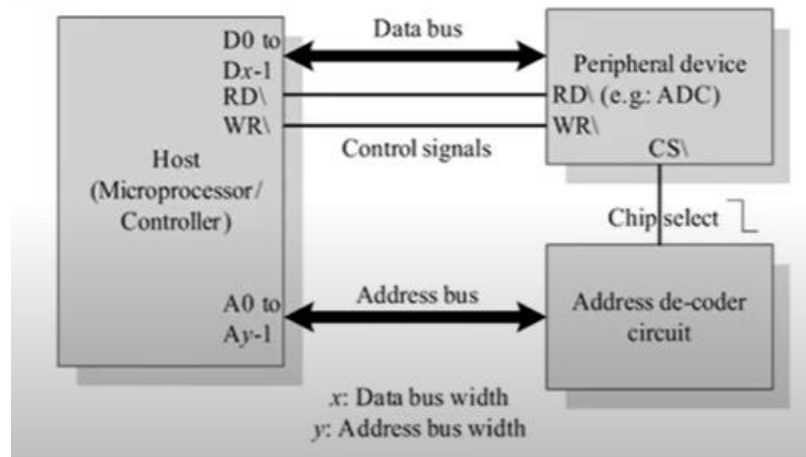 D0 to
Dx-1
RD\
WR\
Host
(Microprocessor/
Controller)
A0 to
Ay-1
Data bus
Control signals
Address bus
Peripheral device
RD\ (e.g.: ADC)
WR\
CS\
Chip select
Address de-coder
circuit
x: Data bus width
y: Address bus width